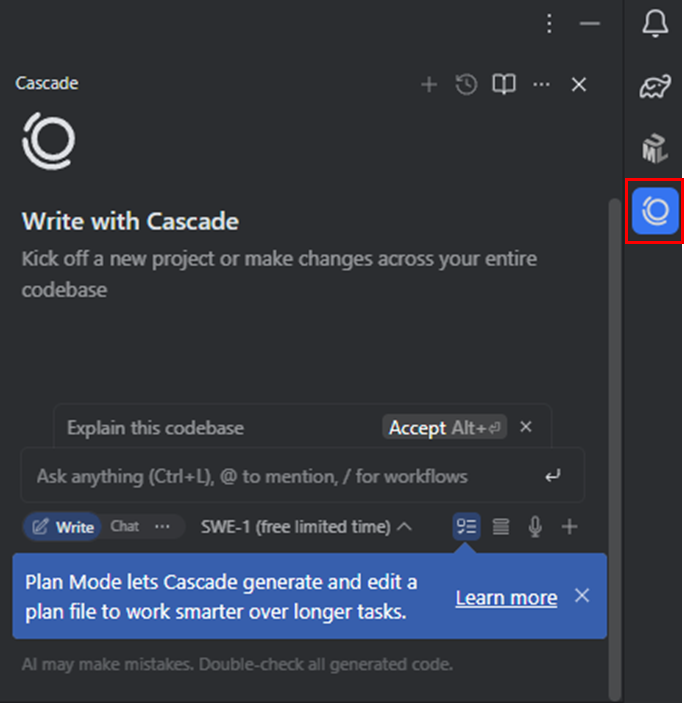 Cascade
Write with Cascade
Kick off a new project or make changes across your entire
codebase
Explain this codebase Accept Alt+⏎
Ask anything (Ctrl+L), @ to mention, / for workflows
Write Chat ··· SWE-1 (free limited time)
Plan Mode lets Cascade generate and edit a
plan file to work smarter over longer tasks.
Learn more
AI may make mistakes. Double-check all generated code.
ML